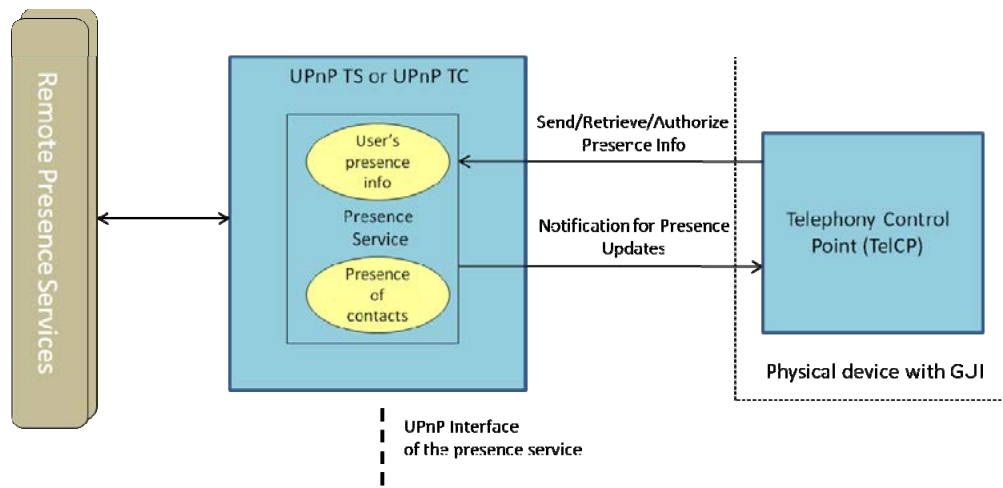 Remote Presence Services
UPnP TS or UPnP TC
User's
presence
info
Presence
Service
Presence
of
contacts
Send/Retrieve/Authorize
Presence Info
Notification for Presence
Updates
Telephony Control
Point (TelCP)
Physical device with GJI
UPnP Interface
of the presence service